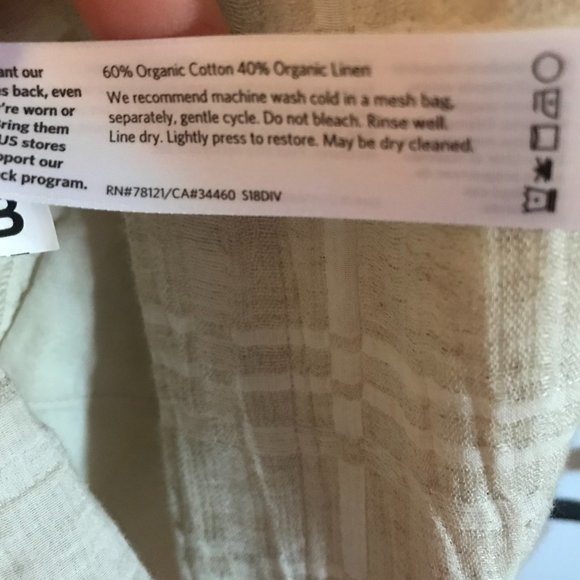 ant our
s back, even
're worn or
ring them
US stores
pport our
ck program.
60% Organic Cotton 40% Organic Linen
We recommend machine wash cold in a mesh bag,
separately, gentle cycle. Do not bleach. Rinse well.
Line dry. Lightly press to restore. May be dry cleaned.
RN#78121/CA#34460 S18DIV
B